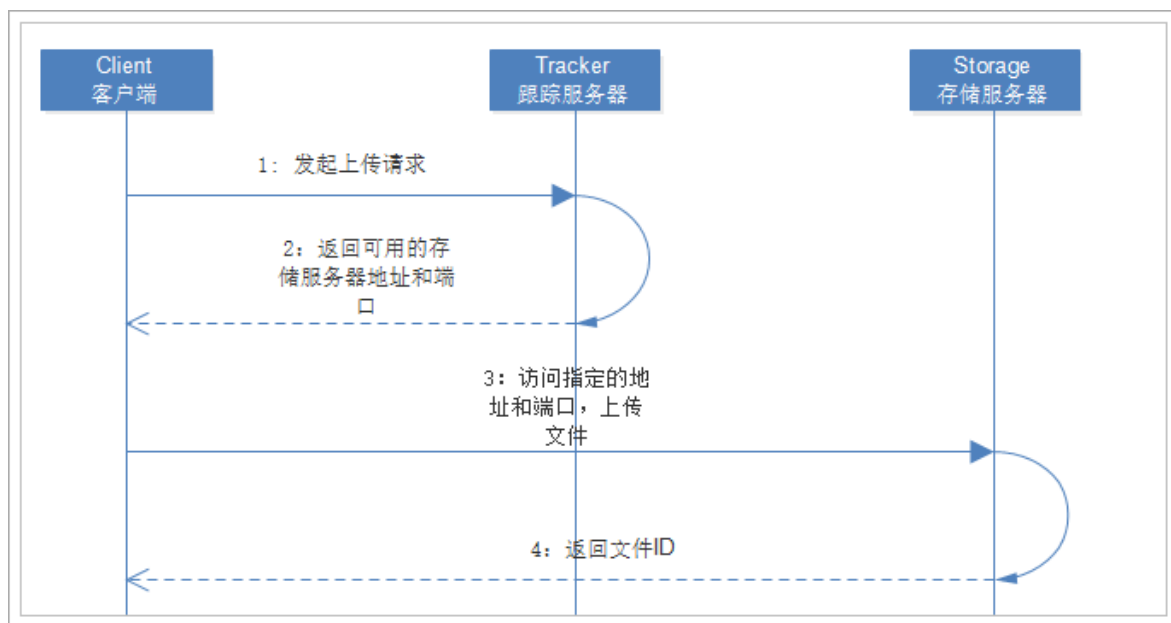 Client
客户端
Tracker
跟踪服务器
Storage
存储服务器
1: 发起上传请求
2: 返回可用的存
储服务器地址和端
口
3: 访问指定的地
址和端口，上传
文件
4: 返回文件ID